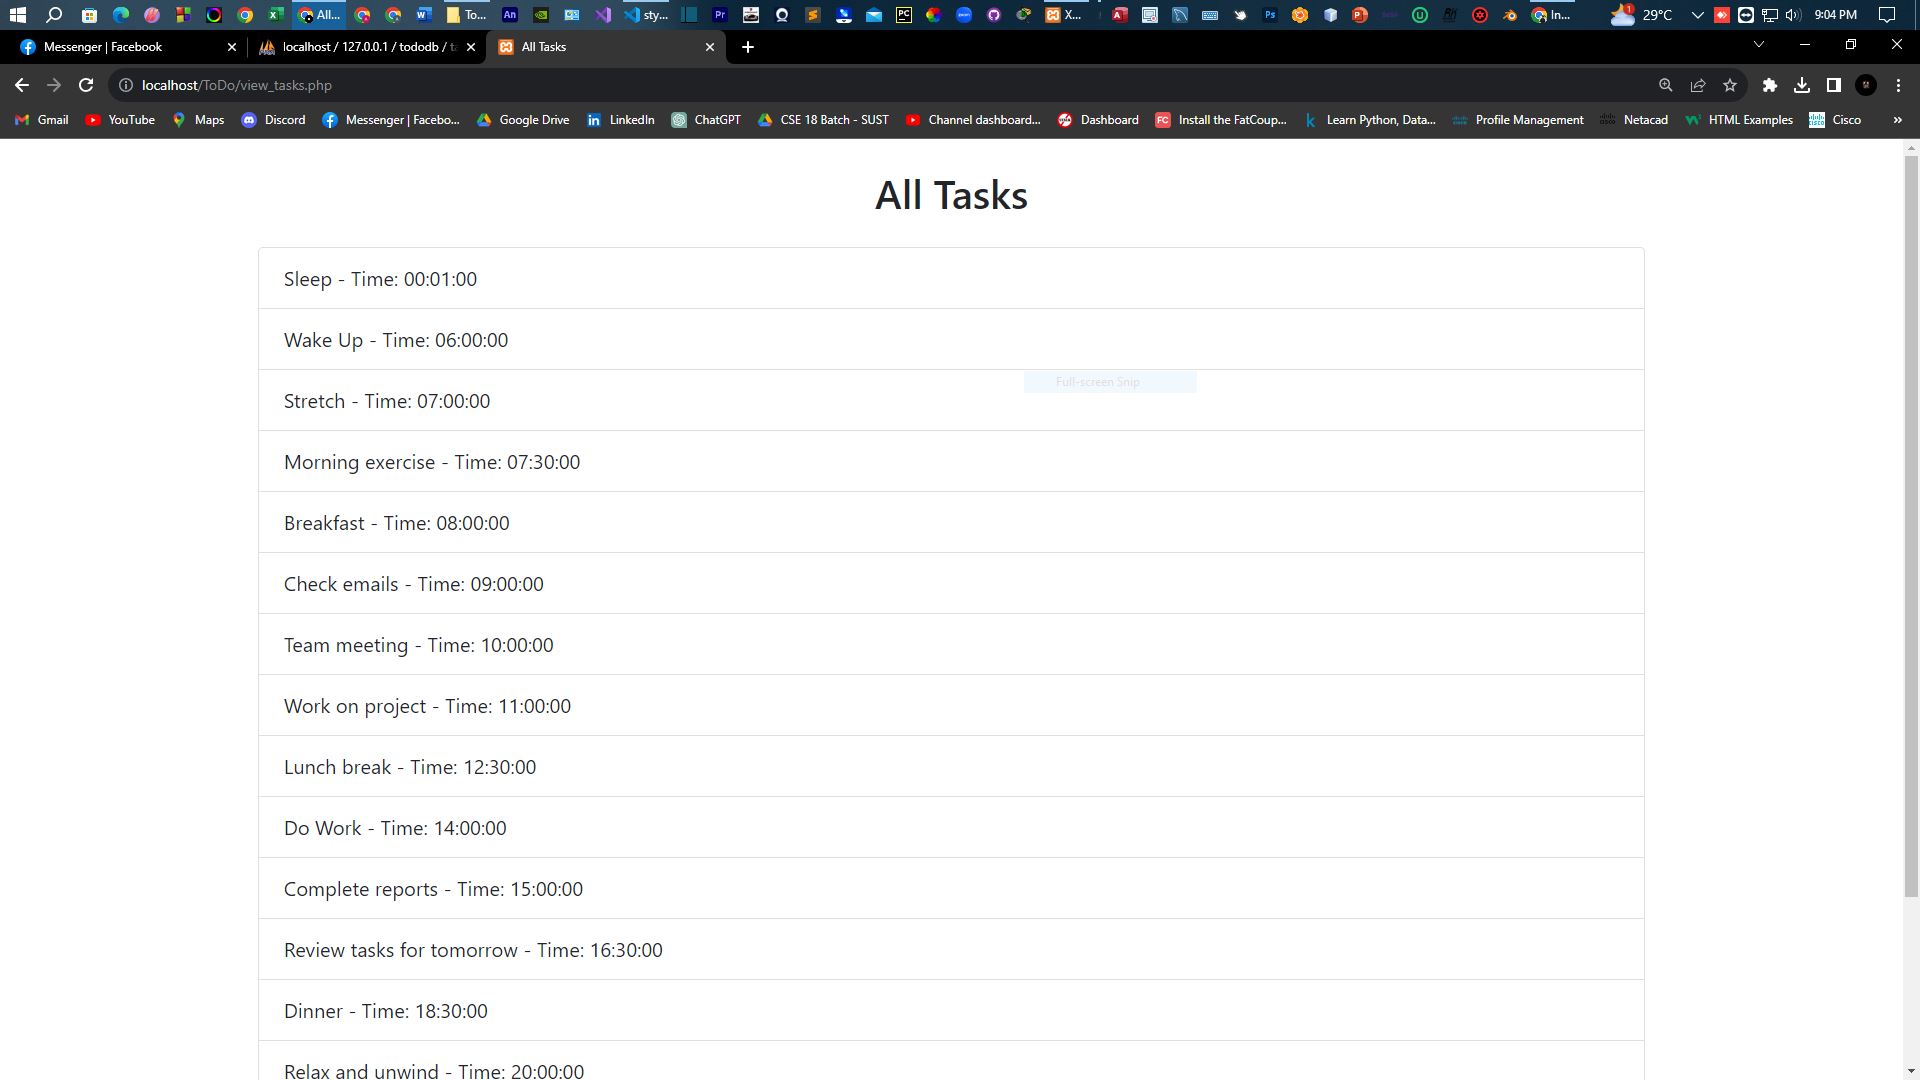 All...
To...
sty...
X...
In...
29°C
9:04 PM
Messenger | Facebook
localhost / 127.0.0.1 / tododb / ta
All Tasks
localhost/ToDo/view_tasks.php
Gmail
YouTube
Maps
Discord
Messenger | Facebo...
Google Drive
LinkedIn
ChatGPT
CSE 18 Batch - SUST
Channel dashboard...
Dashboard
Install the FatCoup...
Learn Python, Data...
Profile Management
Netacad
HTML Examples
Cisco
»
All Tasks
Sleep - Time: 00:01:00
Wake Up - Time: 06:00:00
Full-screen Snip
Stretch - Time: 07:00:00
Morning exercise - Time: 07:30:00
Breakfast - Time: 08:00:00
Check emails - Time: 09:00:00
Team meeting - Time: 10:00:00
Work on project - Time: 11:00:00
Lunch break - Time: 12:30:00
Do Work - Time: 14:00:00
Complete reports - Time: 15:00:00
Review tasks for tomorrow - Time: 16:30:00
Dinner - Time: 18:30:00
Relax and unwind - Time: 20:00:00